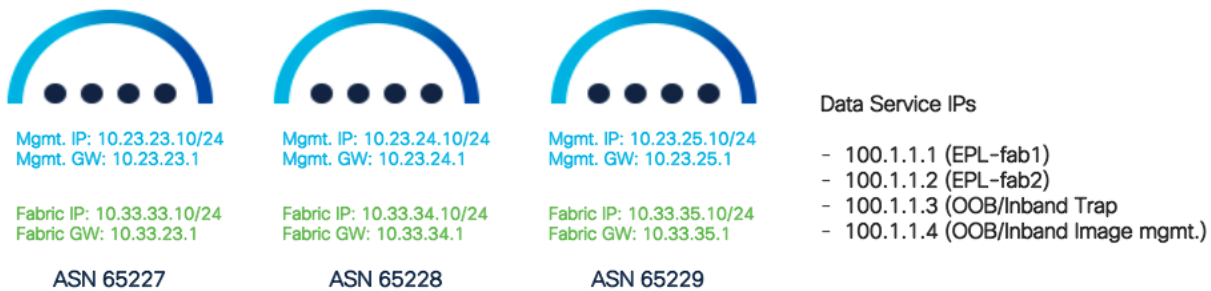 Mgmt. IP: 10.23.23.10/24
Mgmt. GW: 10.23.23.1
Fabric IP: 10.33.33.10/24
Fabric GW: 10.33.23.1
ASN 65227
Mgmt. IP: 10.23.24.10/24
Mgmt. GW: 10.23.24.1
Fabric IP: 10.33.34.10/24
Fabric GW: 10.33.34.1
ASN 65228
Mgmt. IP: 10.23.25.10/24
Mgmt. GW: 10.23.25.1
Fabric IP: 10.33.35.10/24
Fabric GW: 10.33.35.1
ASN 65229
Data Service IPs
- 100.1.1.1 (EPL-fab1)
- 100.1.1.2 (EPL-fab2)
- 100.1.1.3 (OOB/Inband Trap
- 100.1.1.4 (OOB/Inband Image mgmt.)